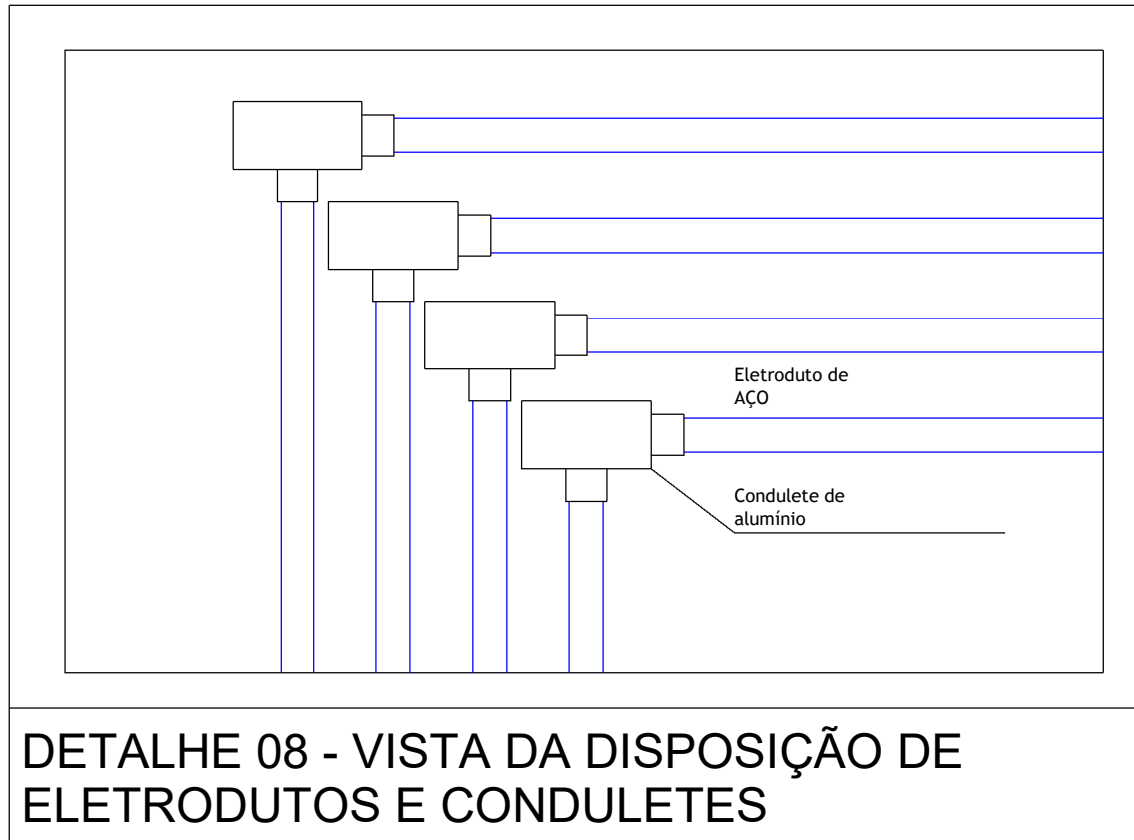 Eletroduto de
AÇO
Condulete de
alumínio
DETALHE 08 - VISTA DA DISPOSIÇÃO DE
ELETRODUTOS E CONDULETES